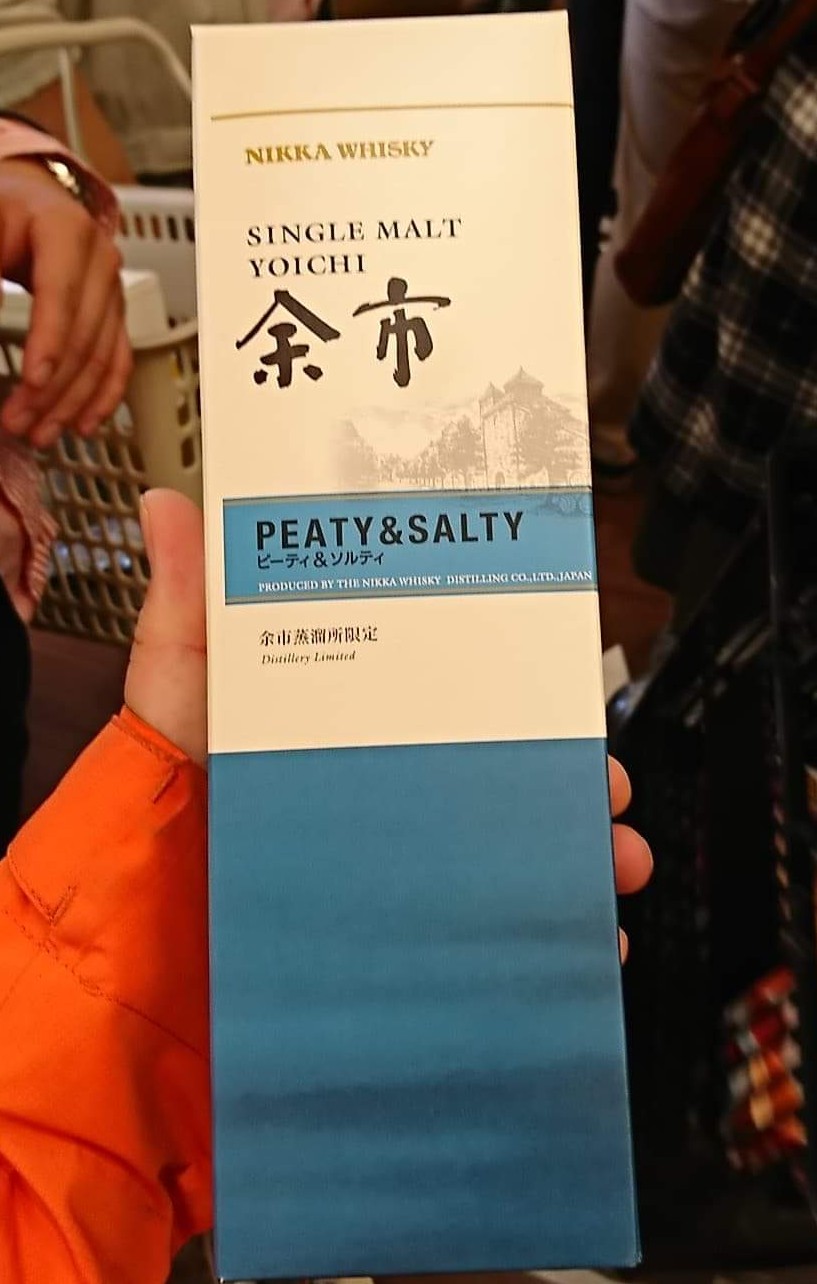 NIKKA WHISKY
SINGLE MALT
YOICHI
余市
PEATY&SALTY
ピーティ&ソルティ
PRODUCED BY THE NIKKA WHISKY DISTILLING CO.,LTD.,JAPAN
余市蒸溜所限定
Distillery Limited